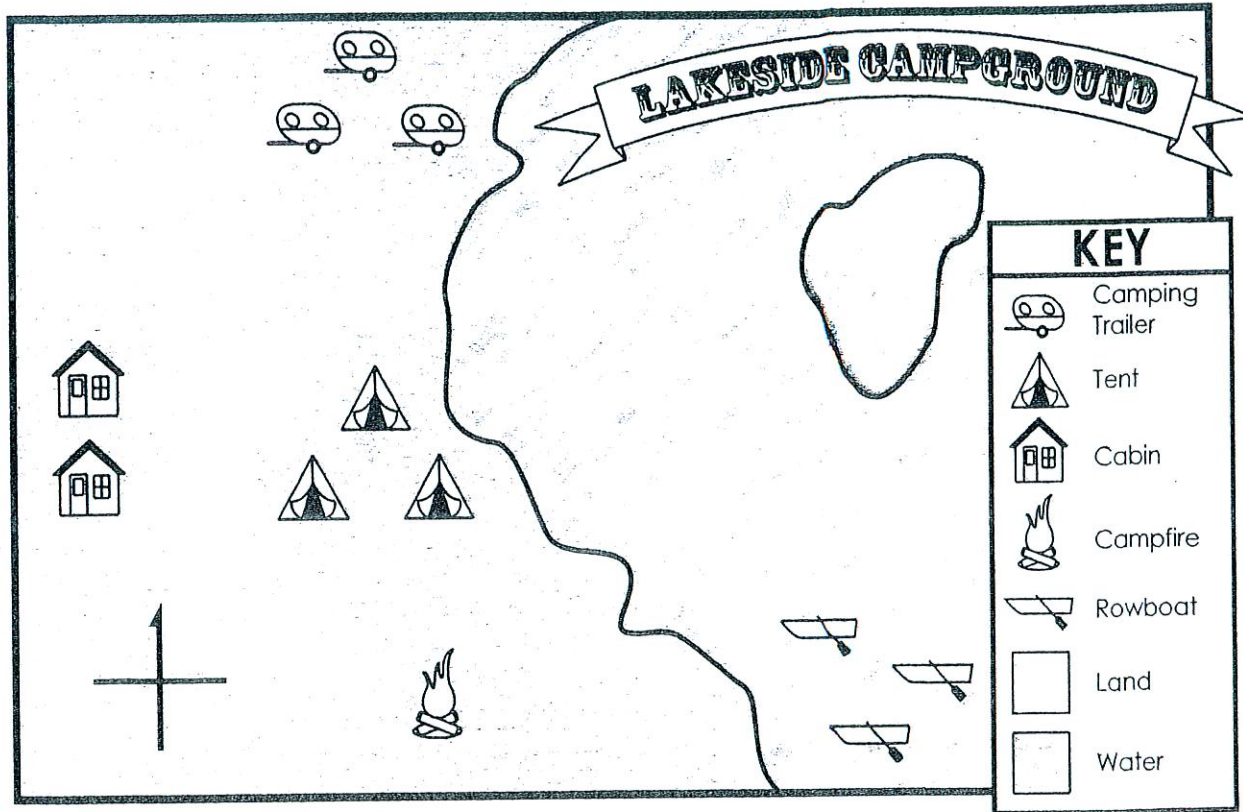 LAKESIDE CAMPGROUND
KEY
Camping
Trailer
Tent
Cabin
Campfire
Rowboat
Land
Water